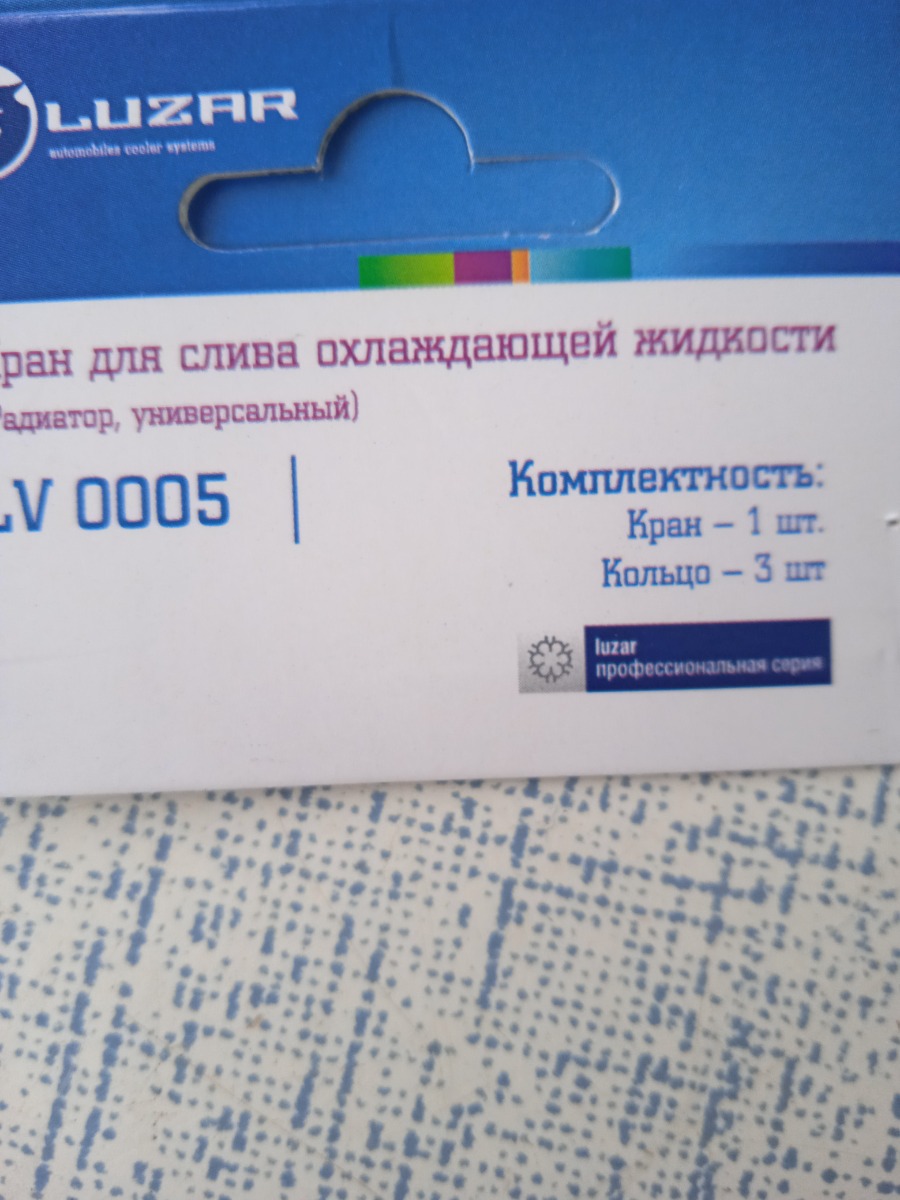 LUZAR
automobiles cooler systems
ран для слива охлаждающей жидкости
адиатор, универсальный)
LV 0005
Комплектность:
Кран – 1 шт.
Кольцо – 3 шт
luzar
профессиональная серия